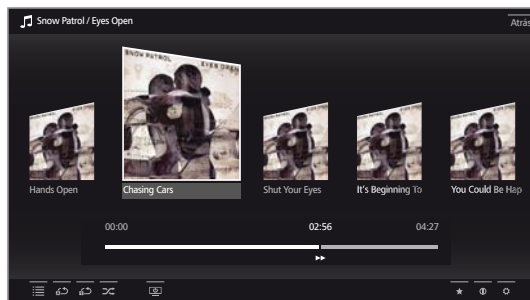 Snow Patrol / Eyes Open
Atrás
SNOW PATROL EYES OPEN
Hands Open
Chasing Cars
Shut Your Eyes
It's Beginning To
You Could Be Hap
00:00 02:56 04:27